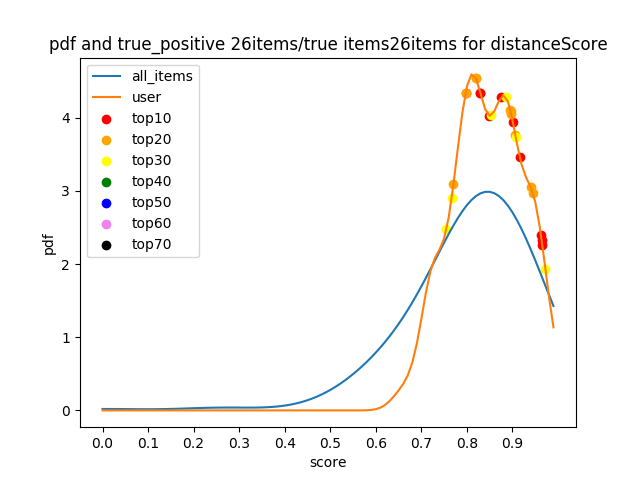 pdf and true_positive 26items/true items26items for distanceScore
all_items
user
top10
top20
top30
top40
top50
top60
top70
pdf
4
3
2
1
0
0.0 0.1 0.2 0.3 0.4 0.5 0.6 0.7 0.8 0.9
score